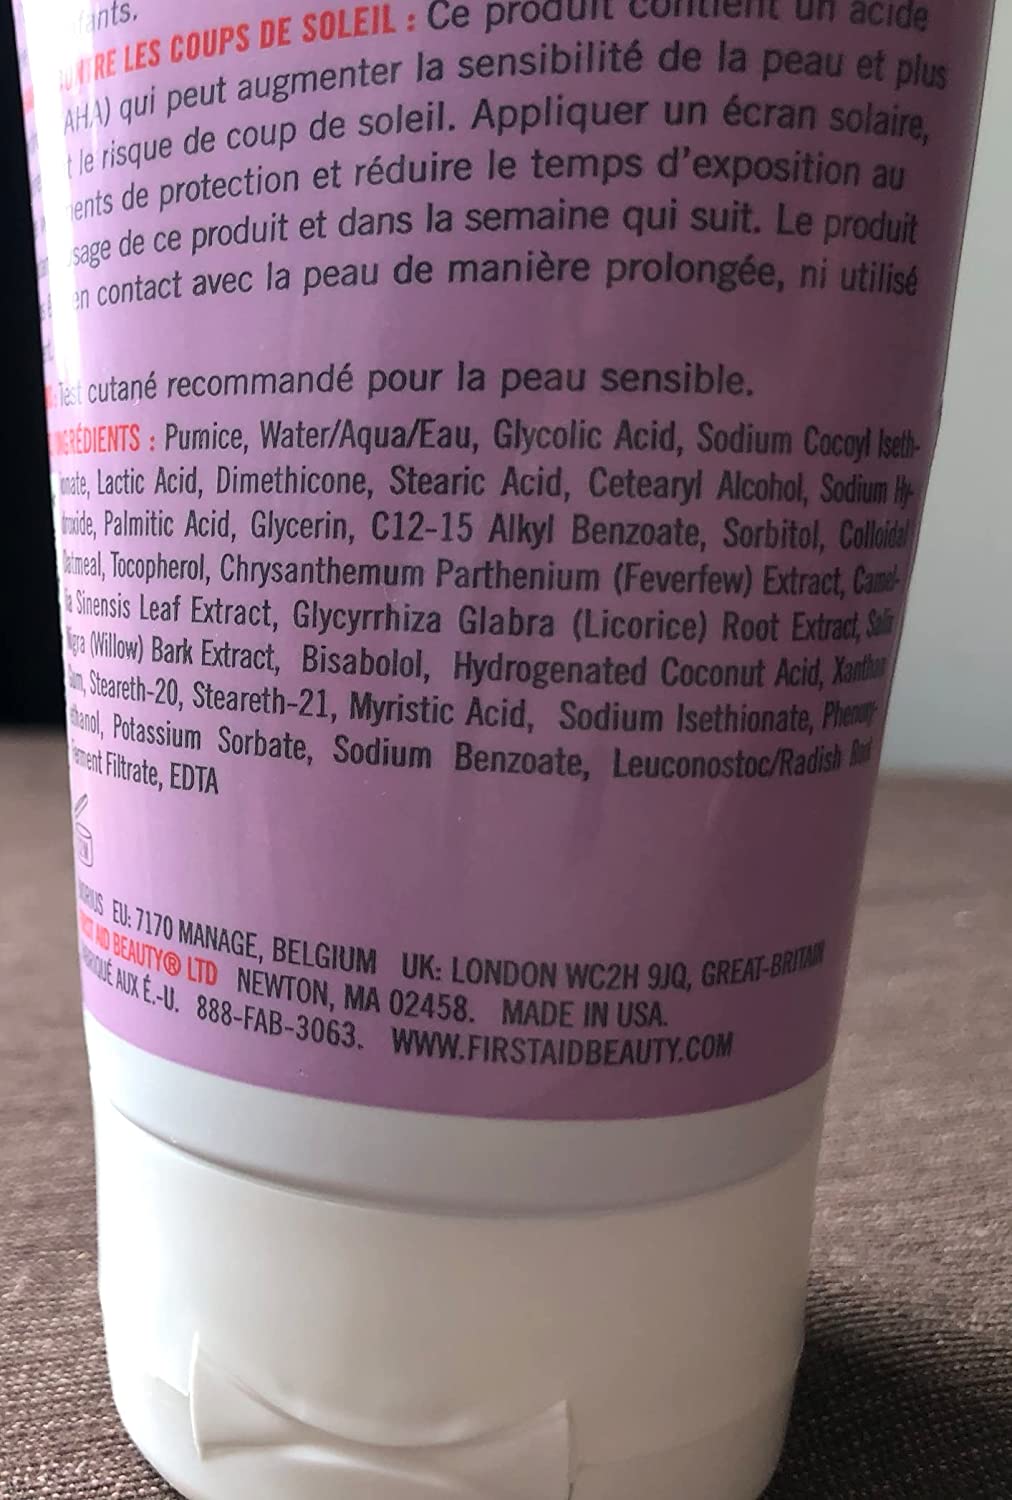 fants.
CONTRE LES COUPS DE SOLEIL : Ce produit contient un acide
AHA) qui peut augmenter la sensibilité de la peau et plus
le risque de coup de soleil. Appliquer un écran solaire,
de protection et réduire le temps d'exposition au
de ce produit et dans la semaine qui suit. Le produit
en contact avec la peau de manière prolongée, ni utilisé
Test cutané recommandé pour la peau sensible.
INGRÉDIENTS : Pumice, Water/Aqua/Eau, Glycolic Acid, Sodium Cocoyl Iseth-
ionate, Lactic Acid, Dimethicone, Stearic Acid, Cetearyl Alcohol, Sodium Hy-
droxide, Palmitic Acid, Glycerin, C12-15 Alkyl Benzoate, Sorbitol, Colloidal
Oatmeal, Tocopherol, Chrysanthemum Parthenium (Feverfew) Extract, Camel-
lia Sinensis Leaf Extract, Glycyrrhiza Glabra (Licorice) Root Extract, Salix
Nigra (Willow) Bark Extract, Bisabolol, Hydrogenated Coconut Acid, Xanthan
Gum, Steareth-20, Steareth-21, Myristic Acid, Sodium Isethionate, Phenoxy-
ethanol, Potassium Sorbate, Sodium Benzoate, Leuconostoc/Radish Root
Ferment Filtrate, EDTA
EU: 7170 MANAGE, BELGIUM UK: LONDON WC2H 9JQ, GREAT-BRITAIN
FIRST AID BEAUTY® LTD NEWTON, MA 02458. MADE IN USA.
FABRIQUÉ AUX É.-U. 888-FAB-3063. WWW.FIRSTAIDBEAUTY.COM